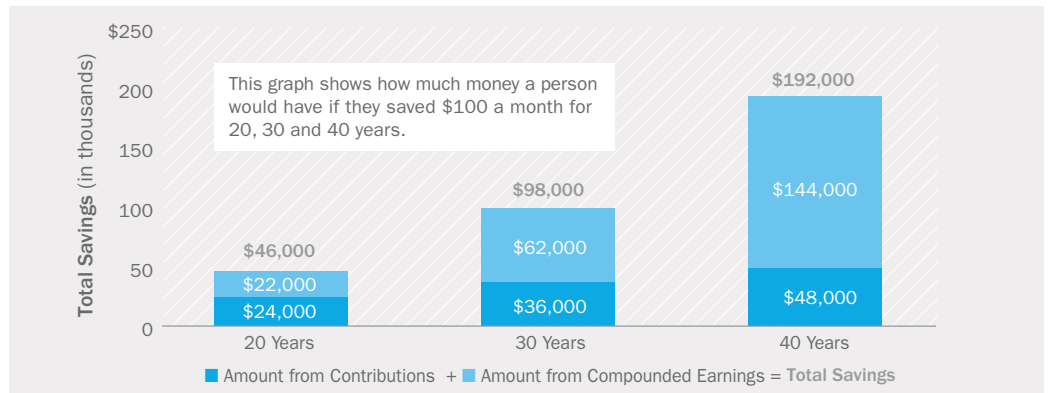 $250
200
150
100
50
0
Total Savings (in thousands)
This graph shows how much money a person
would have if they saved $100 a month for
20, 30 and 40 years.
$46,000
$22,000
$24,000
20 Years
$98,000
$62,000
$36,000
30 Years
$192,000
$144,000
$48,000
40 Years
Amount from Contributions + Amount from Compounded Earnings = Total Savings